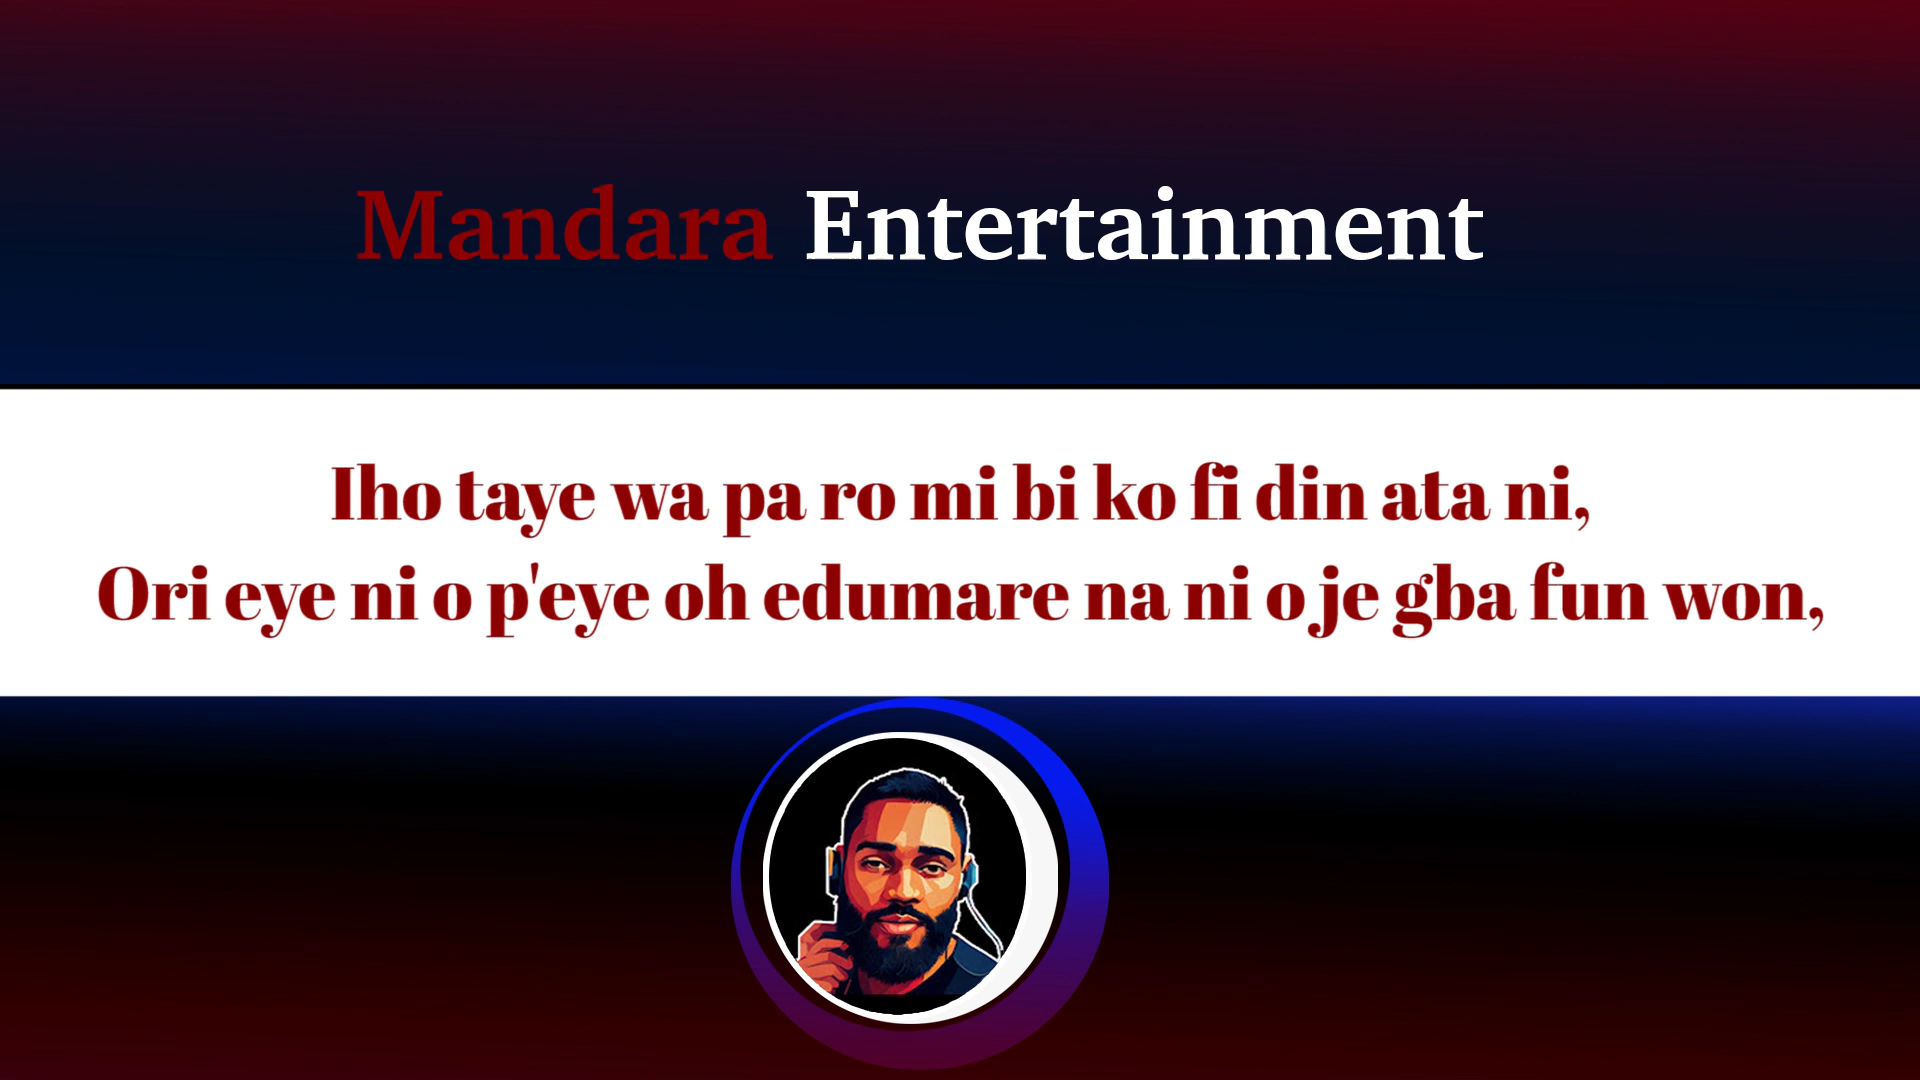 Mandara Entertainment
Iho taye wa pa ro mi bi ko fi din ata ni,
Ori eye ni o p'eye oh edumare na ni o je gba fun won,